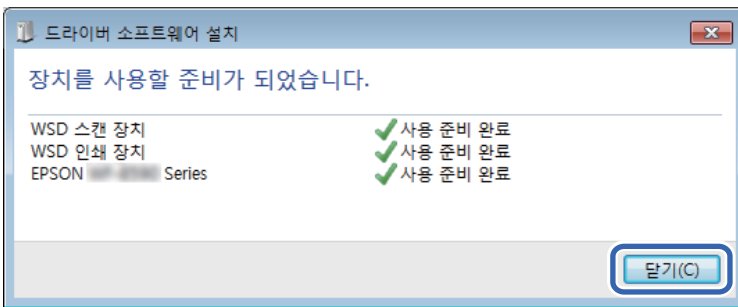 드라이버 소프트웨어 설치
장치를 사용할 준비가 되었습니다.
WSD 스캔 장치 사용 준비 완료
WSD 인쇄 장치 사용 준비 완료
EPSON Series 사용 준비 완료
닫기(C)